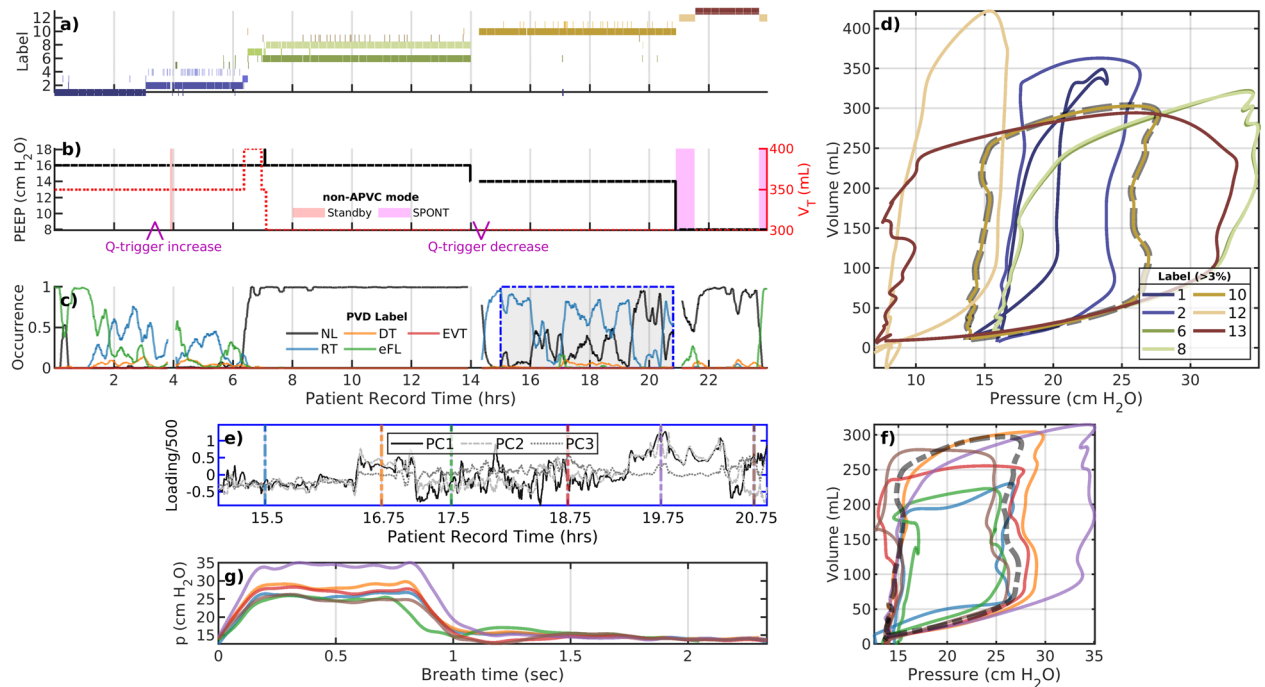 a)
Label
12
10
8
6
4
2
b)
PEEP (cm H2O)
18
16
14
12
10
8
non-APVC mode
Standby
SPONT
400
350
300
VT (mL)
Q-trigger increase
Q-trigger decrease
c)
Occurrence
1
0.5
0
PVD Label
NL
DT
EVT
RT
eFL
2
4
6
8
10
12
14
16
18
20
22
Patient Record Time (hrs)
d)
Volume (mL)
400
350
300
250
200
150
100
50
0
Label (>3%)
1
10
2
12
6
13
8
10
15
20
25
30
Pressure (cm H2O)
e)
Loading/500
1
0.5
0
-0.5
PC1
PC2
PC3
15.5
16.75
17.5
18.75
19.75
20.75
Patient Record Time (hrs)
f)
Volume (mL)
300
250
200
150
100
50
0
15
20
25
30
35
Pressure (cm H2O)
g)
p (cm H2O)
35
30
25
20
15
0
0.5
1
1.5
2
Breath time (sec)